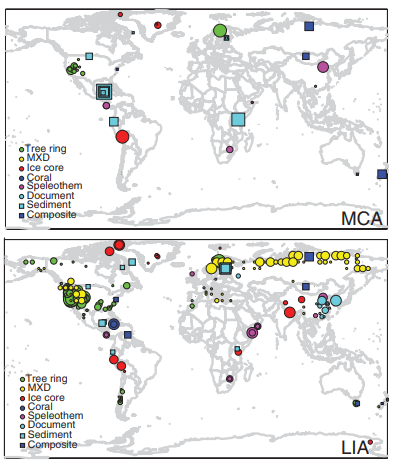 Tree ring
MXD
Ice core
Coral
Speleothem
Document
Sediment
Composite
MCA
Tree ring
MXD
Ice core
Coral
Speleothem
Document
Sediment
Composite
LIA